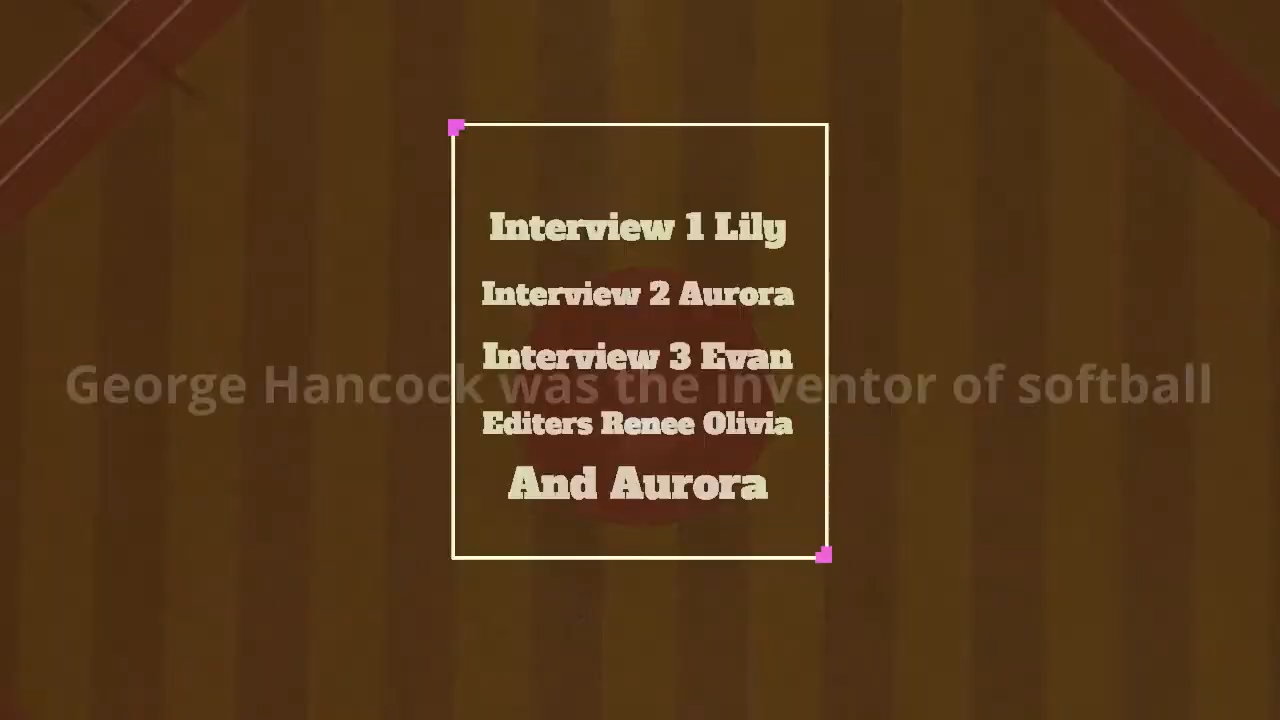 Interview 1 Lily
Interview 2 Aurora
Interview 3 Evan
George Hancock was the inventor of softball
Editers Renee Olivia
And Aurora